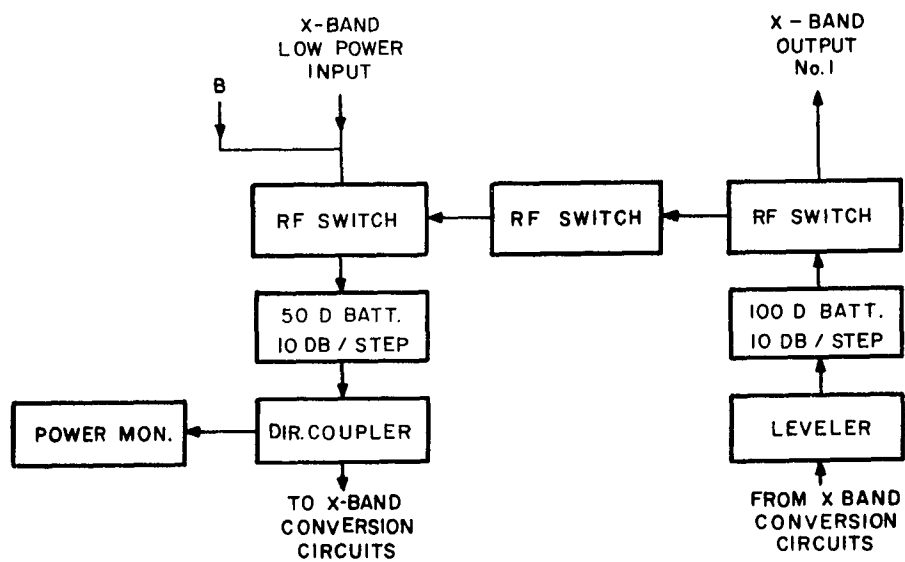 X-BAND
LOW POWER
INPUT
B
X-BAND
OUTPUT
No.1
RF SWITCH
RF SWITCH
RF SWITCH
50 D BATT.
10 DB / STEP
100 D BATT.
10 DB / STEP
POWER MON.
DIR. COUPLER
LEVELER
TO X-BAND
CONVERSION
CIRCUITS
FROM X BAND
CONVERSION
CIRCUITS